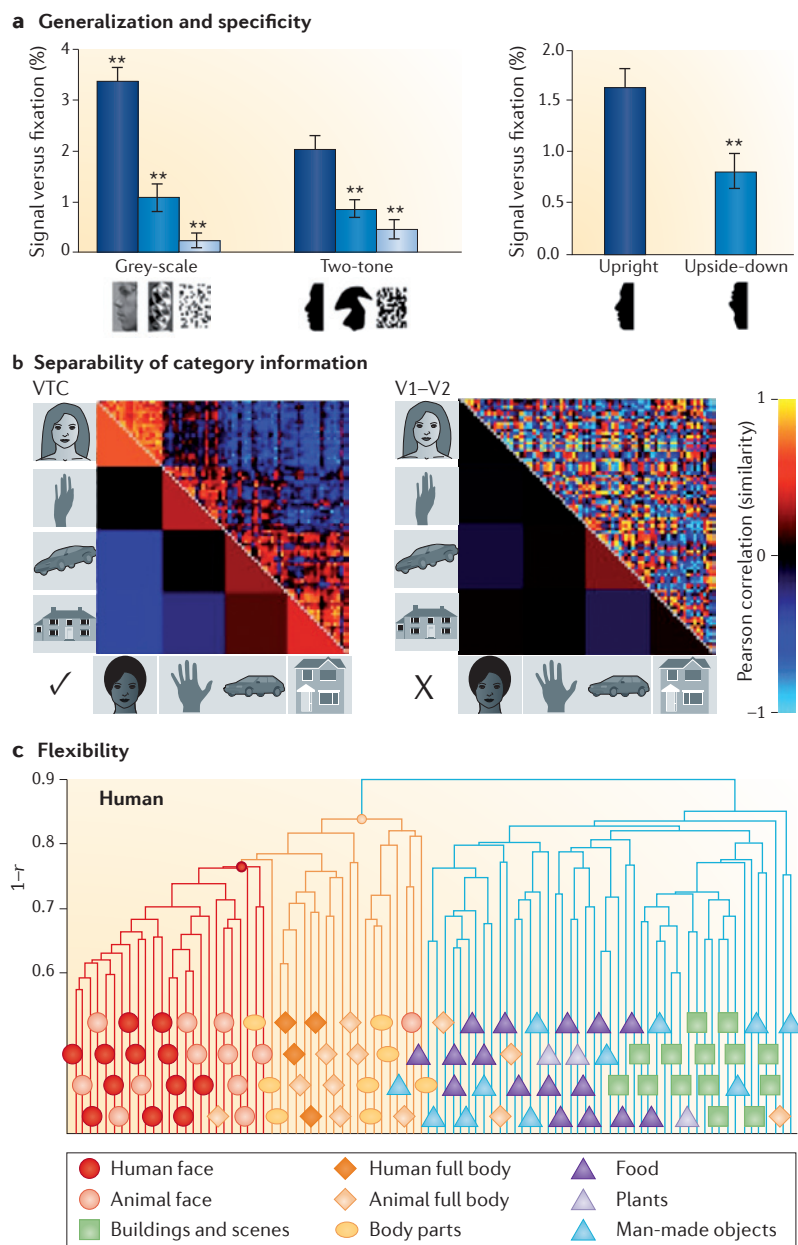 a Generalization and specificity
Signal versus fixation (%)
4
3
2
1
0
**
**
**
**
**
Grey-scale
Two-tone
Signal versus fixation (%)
2.0
1.5
1.0
0.5
0.0
**
Upright
Upside-down
b Separability of category information
VTC
V1–V2
✓
X
Pearson correlation (similarity)
1
0
–1
c Flexibility
Human
1–r
0.9
0.8
0.7
0.6
Human face
Animal face
Buildings and scenes
Human full body
Animal full body
Body parts
Food
Plants
Man-made objects